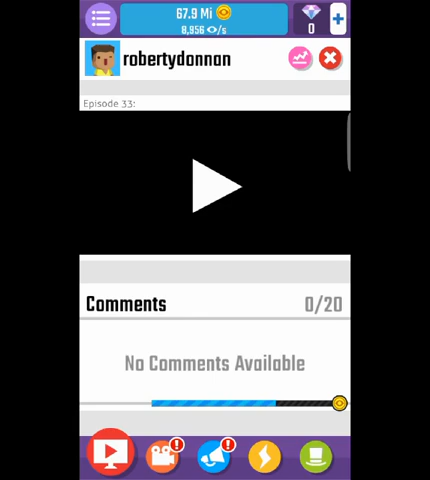 67.9 Mi
8,956 /s
0
+
robertydonnan
Episode 33:
Comments
0/20
No Comments Available
!
!